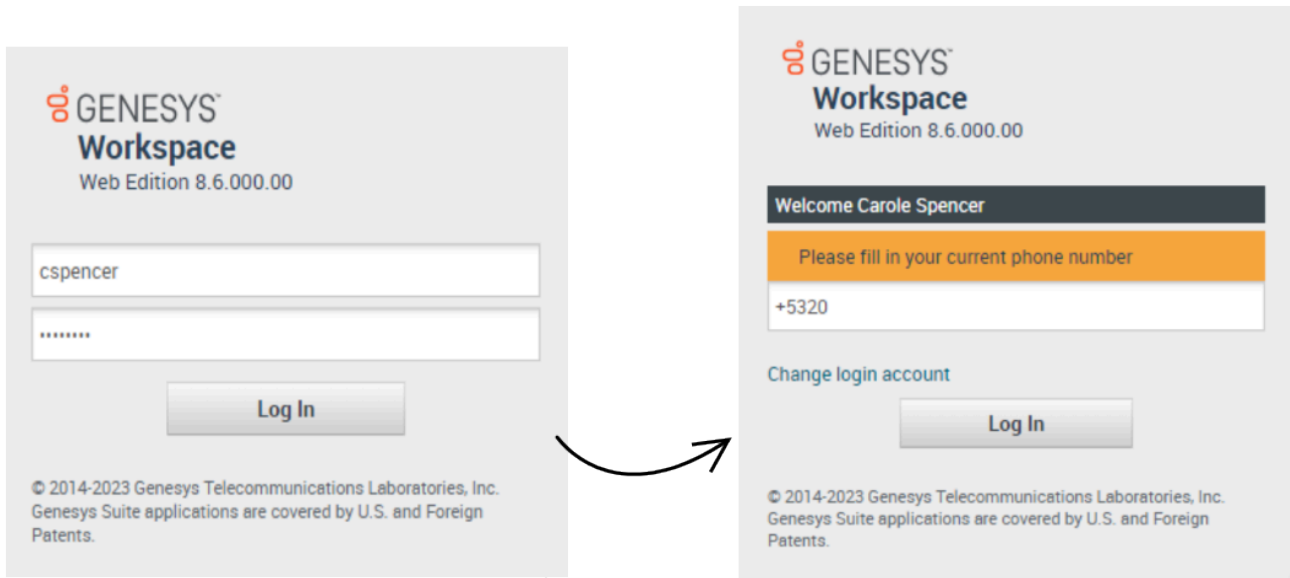 GENESYS™
Workspace
Web Edition 8.6.000.00
cspencer
••••••••
Log In
© 2014-2023 Genesys Telecommunications Laboratories, Inc.
Genesys Suite applications are covered by U.S. and Foreign
Patents.
GENESYS™
Workspace
Web Edition 8.6.000.00
Welcome Carole Spencer
Please fill in your current phone number
+5320
Change login account
Log In
© 2014-2023 Genesys Telecommunications Laboratories, Inc.
Genesys Suite applications are covered by U.S. and Foreign
Patents.